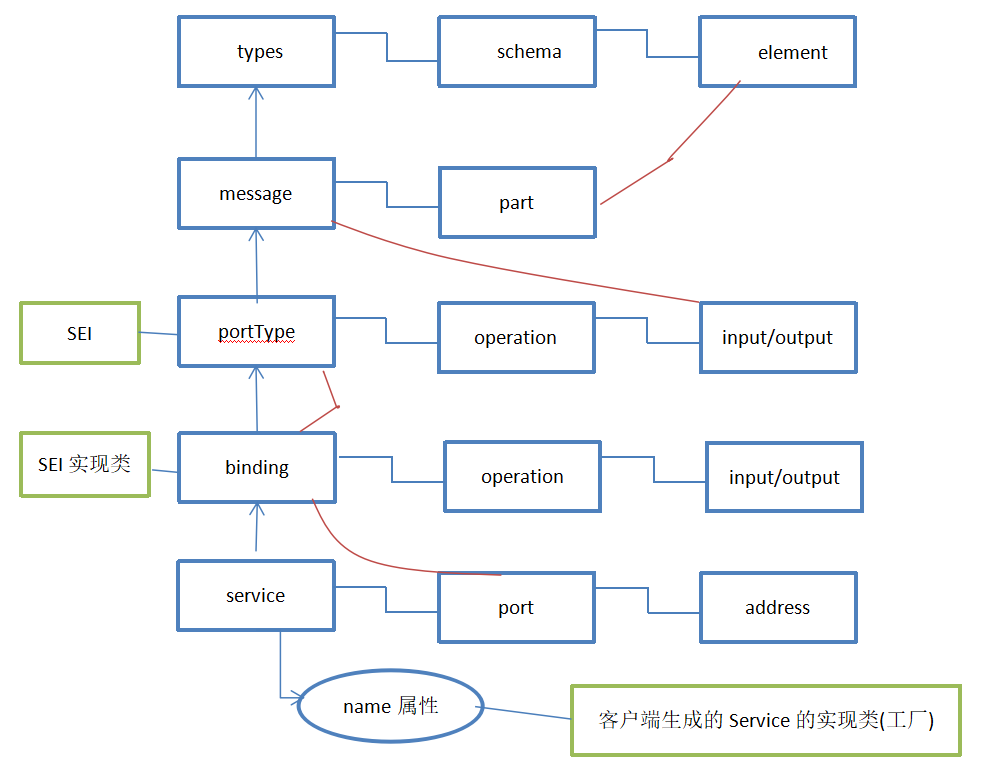 types
schema
element
message
part
SEI
portType
operation
input/output
SEI 实现类
binding
operation
input/output
service
port
address
name 属性
客户端生成的 Service 的实现类(工厂)